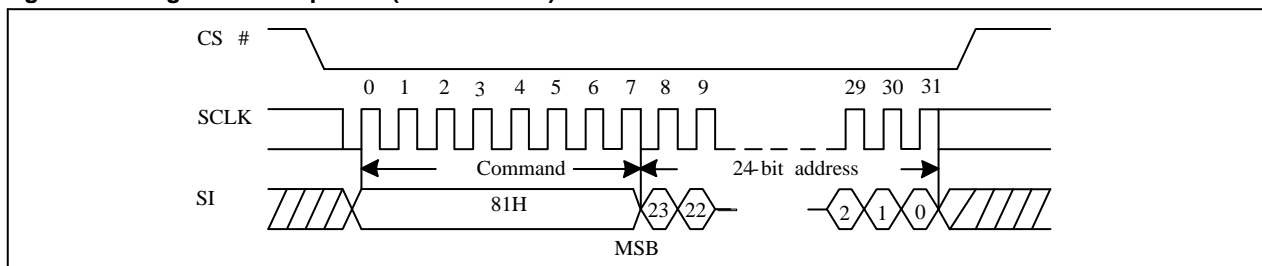 CS #
0 1 2 3 4 5 6 7 8 9 29 30 31
SCLK
Command 24-bit address
SI 81H 23 22 2 1 0
MSB